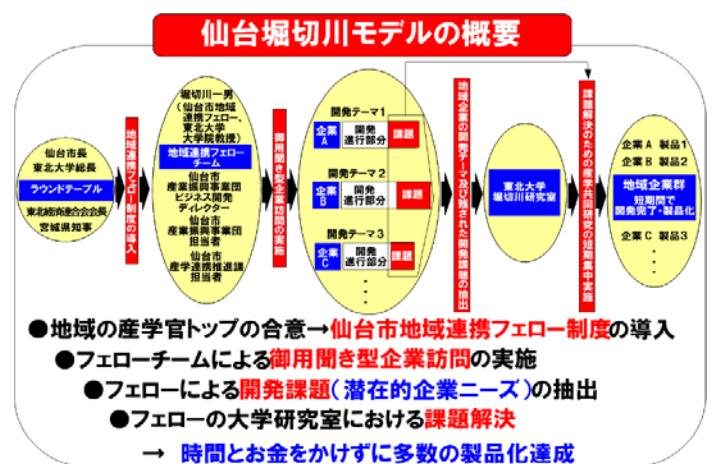 仙台堀切川モデルの概要
仙台市長
東北大学総長
ラウンドテーブル
東北経済連合会会長
宮城県知事
地域連携フェロー制度の導入
堀切川一男
(仙台市地域
連携フェロー、
東北大学
大学院教授)
地域連携フェロー
チーム
仙台市
産業振興事業団
ビジネス開発
ディレクター
仙台市
産業振興事業団
担当者
仙台市
産学連携推進課
担当者
御用聞き型企業訪問の実施
開発テーマ1
企業
A
開発
進行部分
課題
開発テーマ2
企業
B
開発
進行部分
課題
開発テーマ3
企業
C
開発
進行部分
課題
・
・
・
地域企業の開発テーマ及び残された開発課題の抽出
東北大学
堀切川研究室
課題解決のための産学共同研究の短期集中実施
企業A 製品1
企業B 製品2
地域企業群
短期間で
開発完了・製品化
企業C 製品3
・
・
・
・
●地域の産学官トップの合意→仙台市地域連携フェロー制度の導入
●フェローチームによる御用聞き型企業訪問の実施
●フェローによる開発課題(潜在的企業ニーズ)の抽出
●フェローの大学研究室における課題解決
→ 時間とお金をかけずに多数の製品化達成